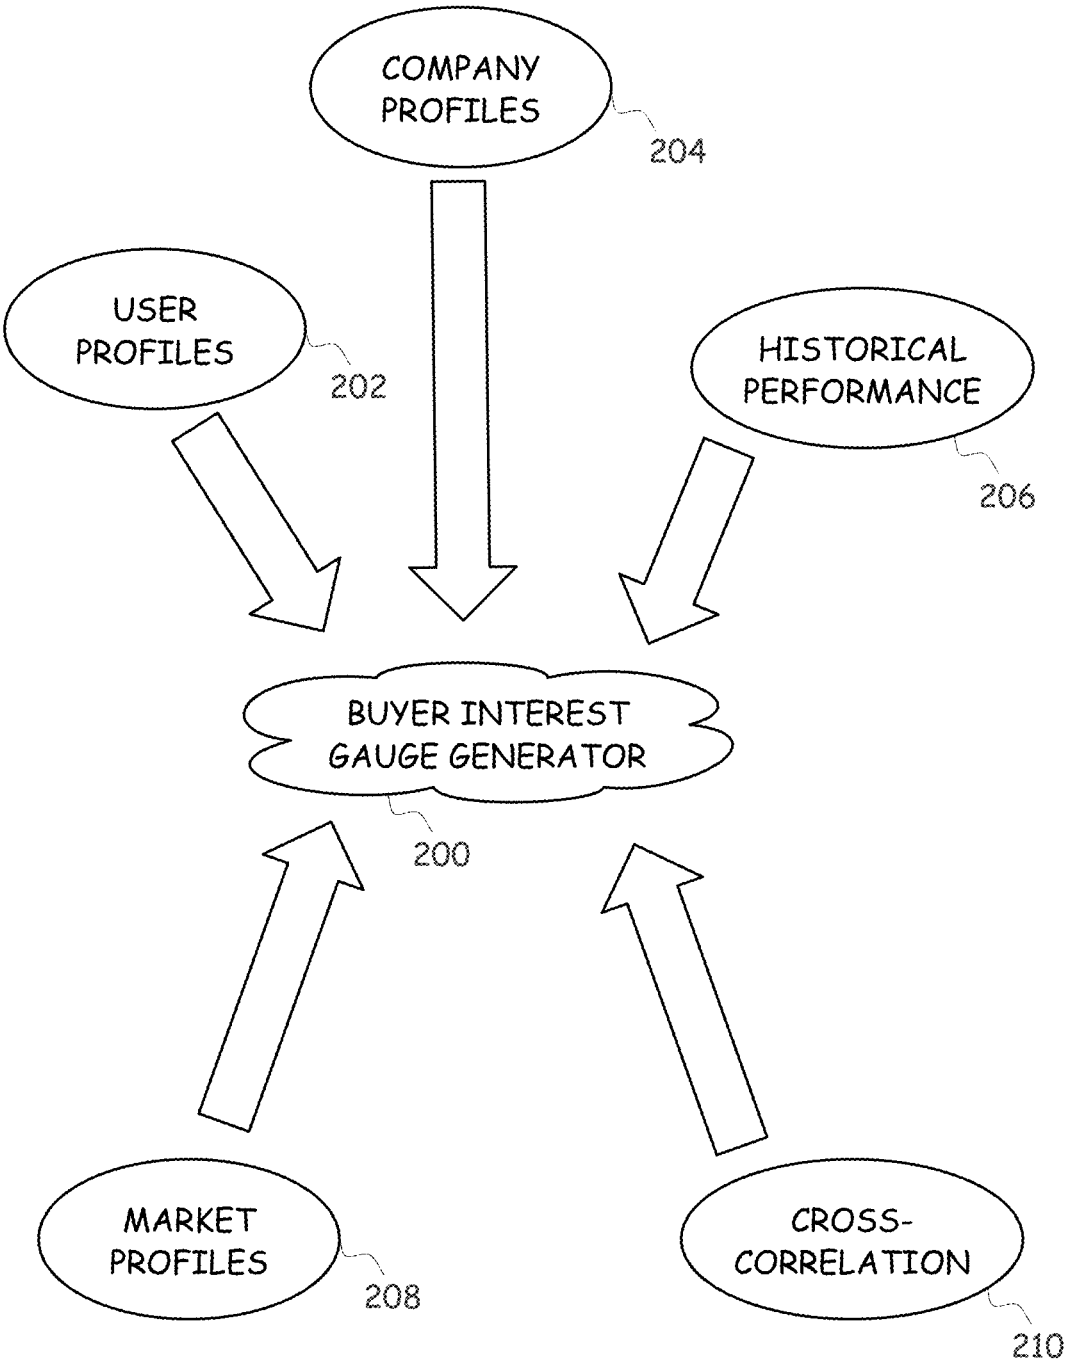 COMPANY
PROFILES
204
USER
PROFILES
202
HISTORICAL
PERFORMANCE
206
BUYER INTEREST
GAUGE GENERATOR
200
MARKET
PROFILES
208
CROSS-
CORRELATION
210